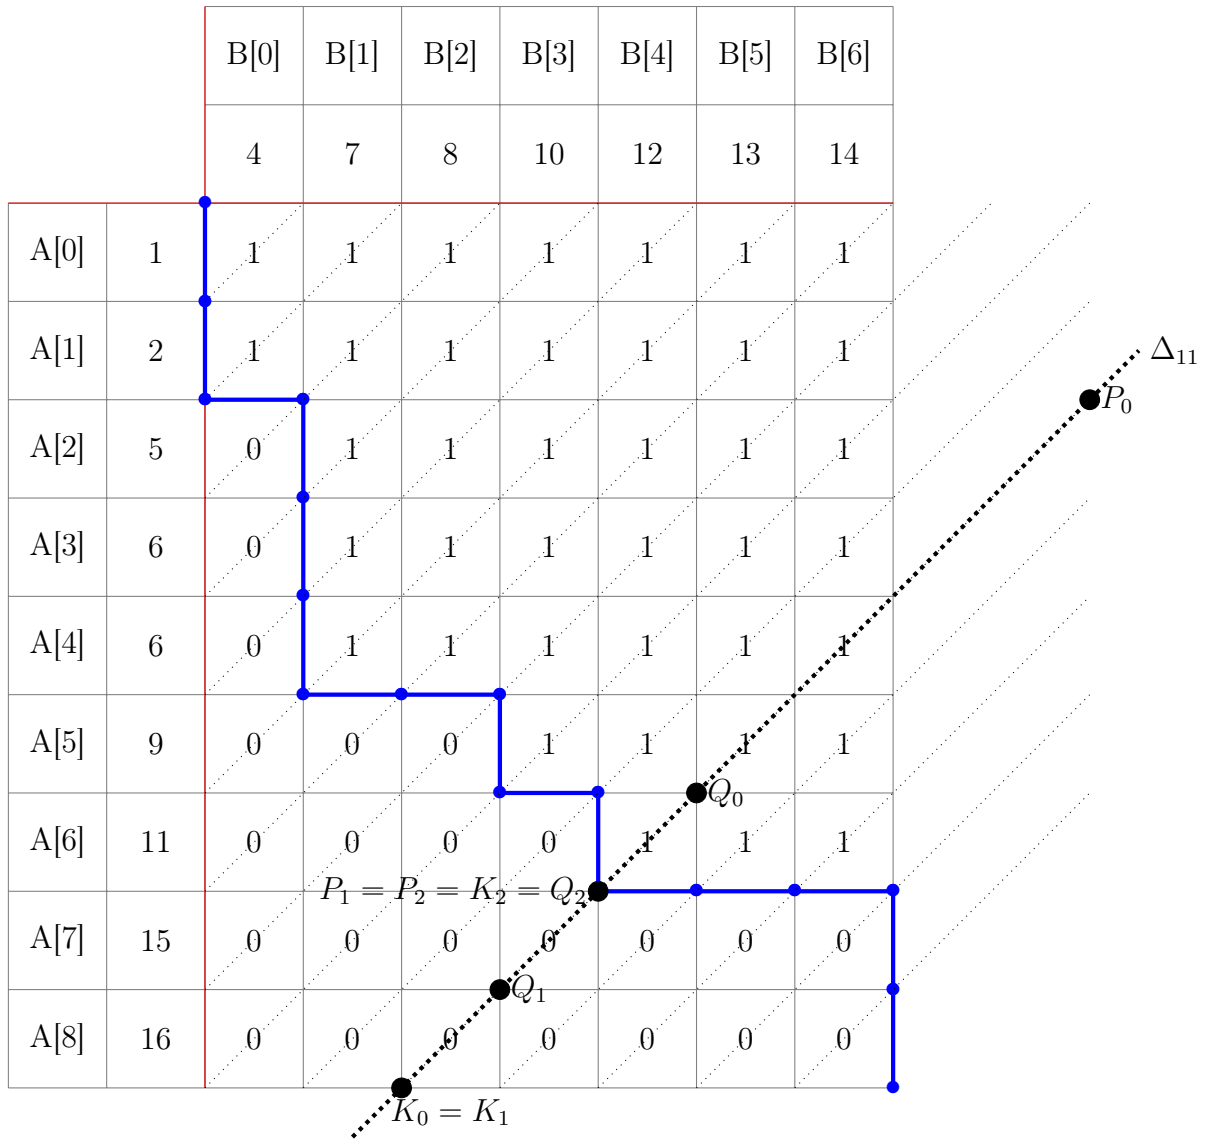 B[0] B[1] B[2] B[3] B[4] B[5] B[6]
4 7 8 10 12 13 14
A[0] 1 1 1 1 1 1 1 1
A[1] 2 1 1 1 1 1 1 1
Δ₁₁
P₀
A[2] 5 0 1 1 1 1 1 1
A[3] 6 0 1 1 1 1 1 1
A[4] 6 0 1 1 1 1 1 1
A[5] 9 0 0 0 1 1 1 1
Q₀
A[6] 11 0 0 0 0 1 1 1
P₁ = P₂ = K₂ = Q₂
A[7] 15 0 0 0 0 0 0 0
Q₁
A[8] 16 0 0 0 0 0 0 0
K₀ = K₁